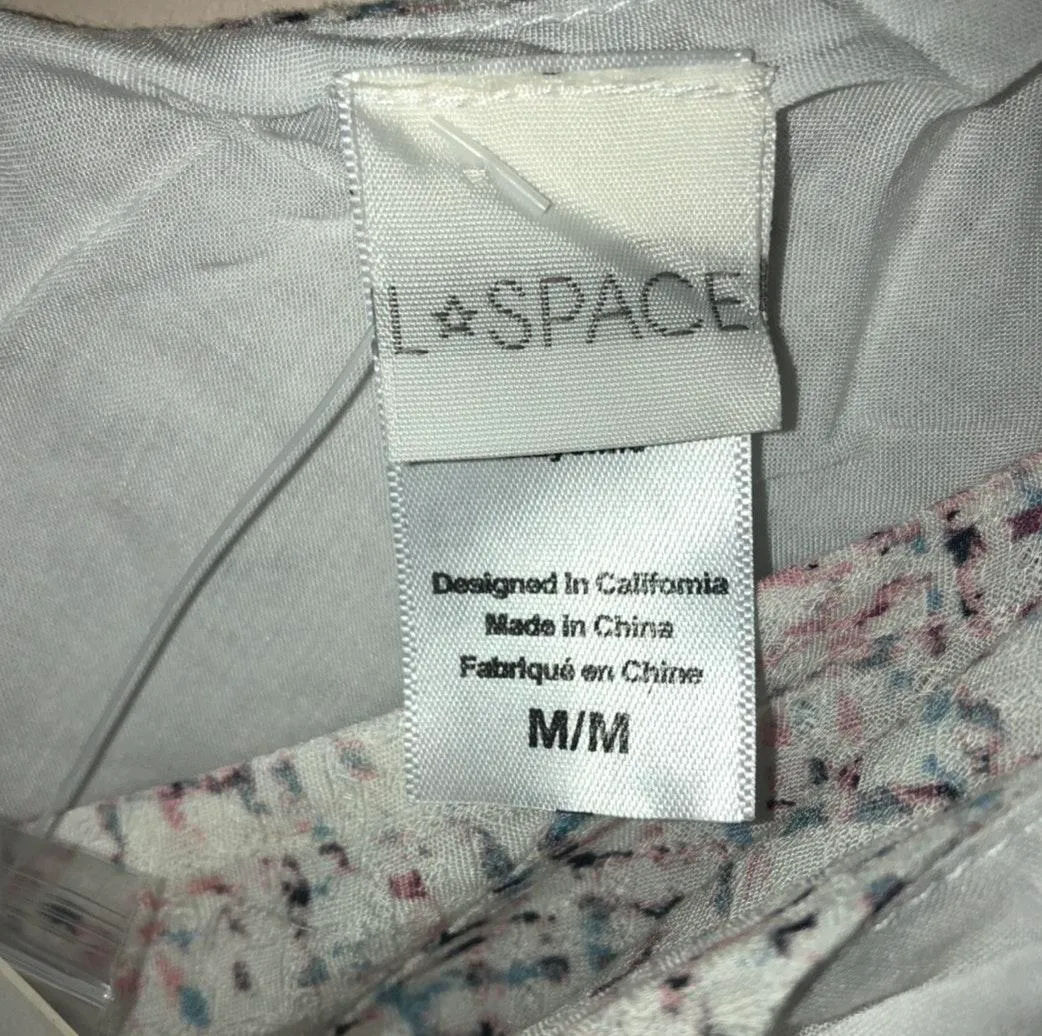 L☆SPACE
Designed in California
Made in China
Fabriqué en Chine
M/M